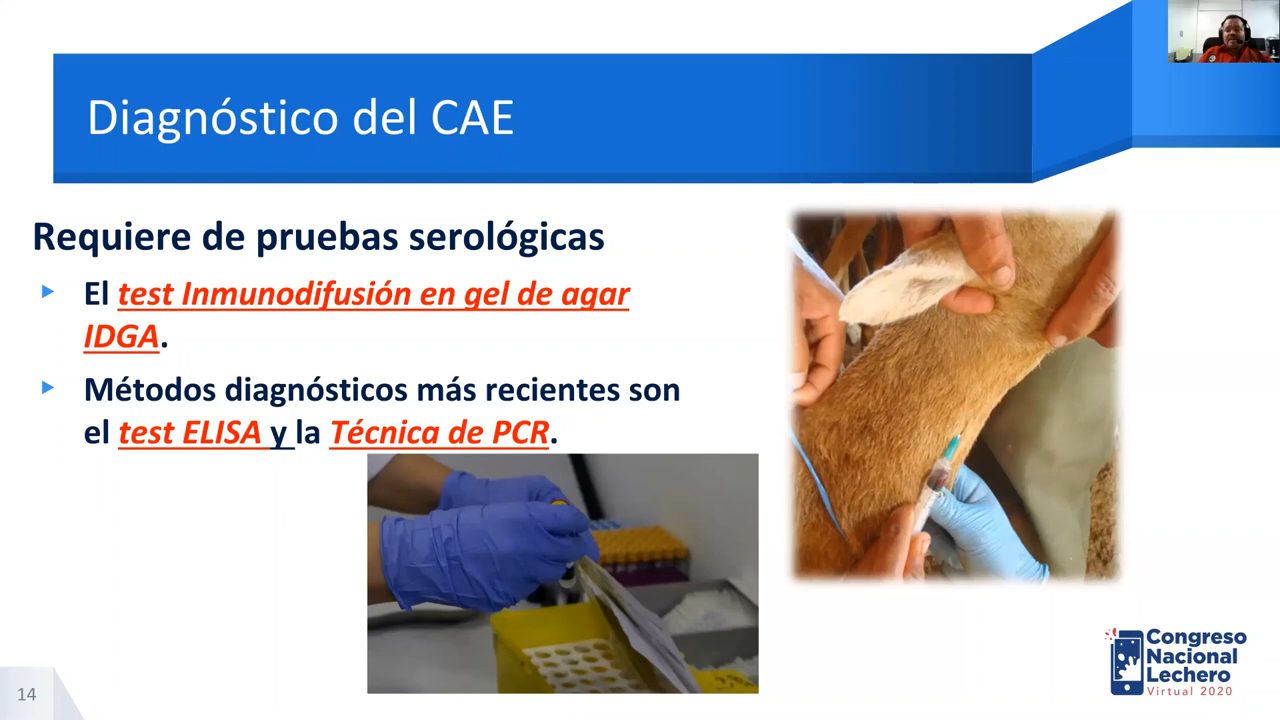 Diagnóstico del CAE
Requiere de pruebas serológicas
El test Inmunodifusión en gel de agar
IDGA.
Métodos diagnósticos más recientes son
el test ELISA y la Técnica de PCR.
14
Congreso
Nacional
Lechero
Virtual 2020